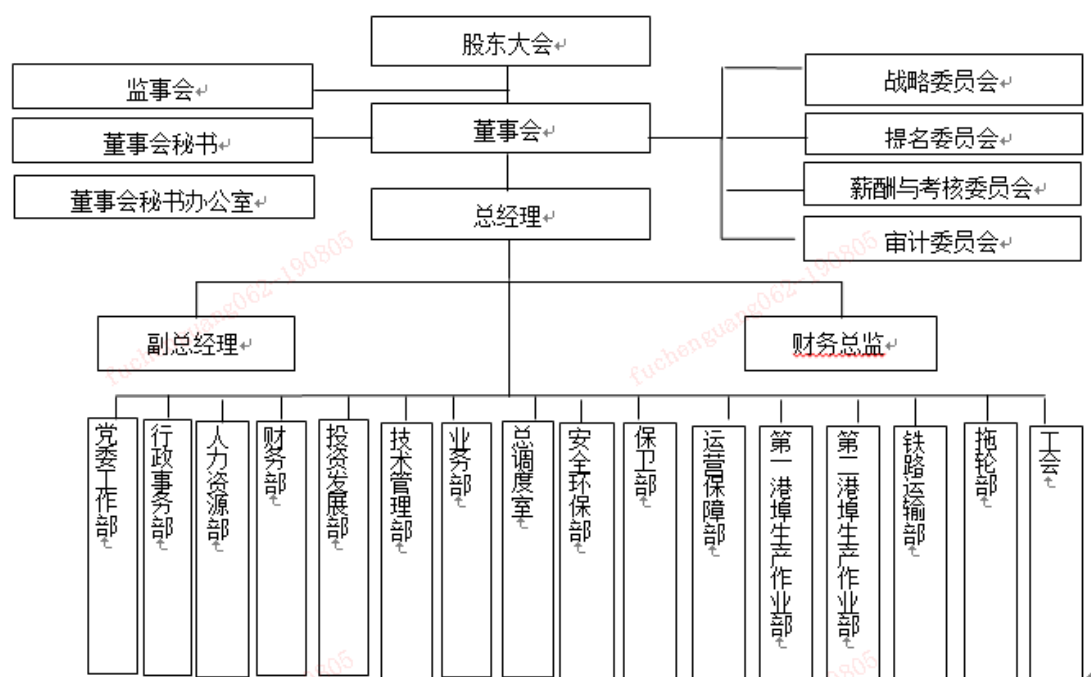 股东大会
监事会
战略委员会
董事会
董事会秘书
提名委员会
薪酬与考核委员会
董事会秘书办公室
总经理
审计委员会
副总经理
财务总监
党委工作部
行政事务部
人力资源部
财务部
投资发展部
技术管理部
业务部
总调度室
安全环保部
保卫部
运营保障部
第一港埠生产作业部
第二港埠生产作业部
铁路运输部
拖轮部
工会
fuchenguang062-190805
fuchenguang062-190805